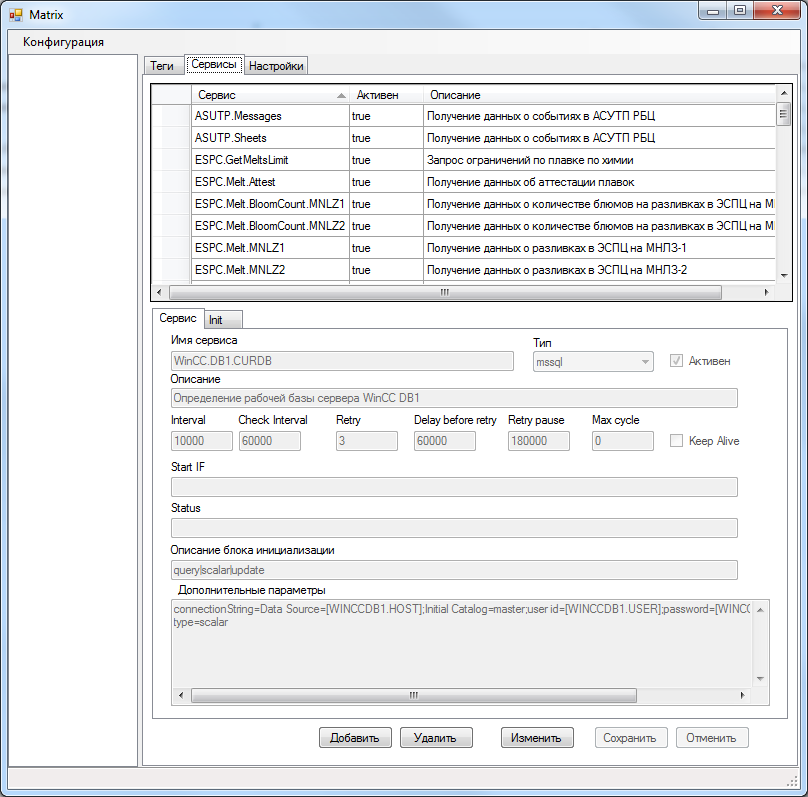 Matrix
Конфигурация
Теги Сервисы Настройки
Сервис Активен Описание
ASUTP.Messages true Получение данных о событиях в АСУТП РБЦ
ASUTP.Sheets true Получение данных о событиях в АСУТП РБЦ
ESPC.GetMeltsLimit true Запрос ограничений по плавке по химии
ESPC.Melt.Attest true Получение данных об аттестации плавок
ESPC.Melt.BloomCount.MNLZ1 true Получение данных о количестве блюмов на разливках в ЭСПЦ на
ESPC.Melt.BloomCount.MNLZ2 true Получение данных о количестве блюмов на разливках в ЭСПЦ на
ESPC.Melt.MNLZ1 true Получение данных о разливках в ЭСПЦ на МНЛЗ-1
ESPC.Melt.MNLZ2 true Получение данных о разливках в ЭСПЦ на МНЛЗ-2
Сервис Init
Имя сервиса Тип
WinCC.DB1.CURDB mssql Активен
Описание
Определение рабочей базы сервера WinCC DB1
Interval Check Interval Retry Delay before retry Retry pause Max cycle
10000 60000 3 60000 180000 0 Keep Alive
Start IF
Status
Описание блока инициализации
query|scalar|update
Дополнительные параметры
connectionString=Data Source=[WINCCDB1.HOST];Initial Catalog=master;user id=[WINCCDB1.USER];password=[WINCC
type=scalar
Добавить Удалить Изменить Сохранить Отменить